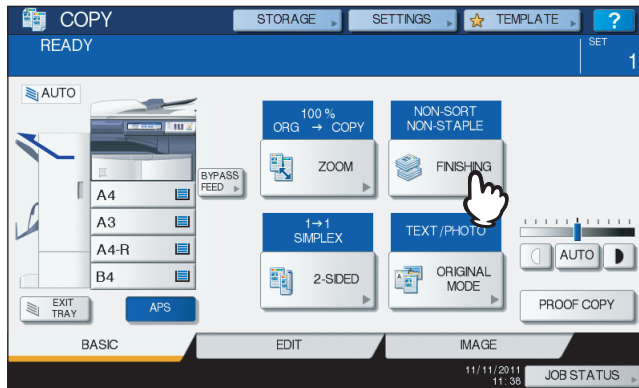 COPY
STORAGE
SETTINGS
TEMPLATE
?
READY
SET
1
AUTO
100 %
ORG → COPY
NON-SORT
NON-STAPLE
ZOOM
FINISHING
BYPASS
FEED
A4
A3
A4-R
B4
1→1
SIMPLEX
TEXT/PHOTO
2-SIDED
ORIGINAL
MODE
AUTO
EXIT
TRAY
APS
PROOF COPY
BASIC
EDIT
IMAGE
11/11/2011
11:36
JOB STATUS